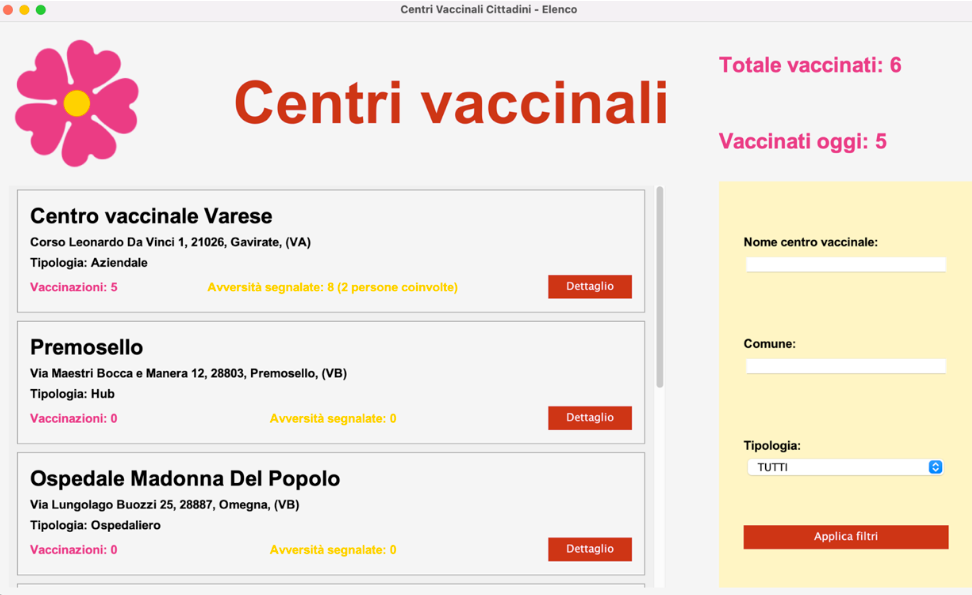 Centri Vaccinali Cittadini - Elenco
Centri vaccinali
Totale vaccinati: 6
Vaccinati oggi: 5
Centro vaccinale Varese
Corso Leonardo Da Vinci 1, 21026, Gavirate, (VA)
Tipologia: Aziendale
Vaccinazioni: 5
Avversità segnalate: 8 (2 persone coinvolte)
Dettaglio
Premosello
Via Maestri Bocca e Manera 12, 28803, Premosello, (VB)
Tipologia: Hub
Vaccinazioni: 0
Avversità segnalate: 0
Dettaglio
Ospedale Madonna Del Popolo
Via Lungolago Buozzi 25, 28887, Omegna, (VB)
Tipologia: Ospedaliero
Vaccinazioni: 0
Avversità segnalate: 0
Dettaglio
Nome centro vaccinale:
Comune:
Tipologia:
TUTTI
Applica filtri